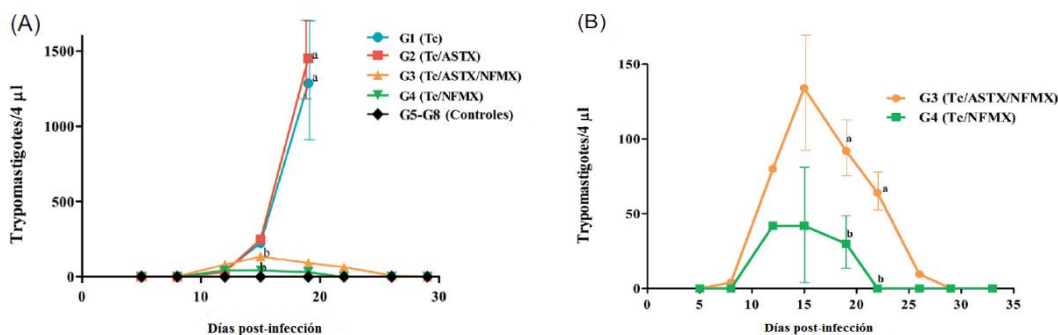 (A)
1500
1000
500
0
Trypomastigotes/4 µl
0
10
20
30
Días post-infección
a
a
b
b
G1 (Tc)
G2 (Tc/ASTX)
G3 (Tc/ASTX/NFMX)
G4 (Tc/NFMX)
G5-G8 (Controles)
(B)
150
100
50
0
Trypomastigotes/4 µl
0
5
10
15
20
25
30
35
Días post-infección
a
a
b
b
G3 (Tc/ASTX/NFMX)
G4 (Tc/NFMX)